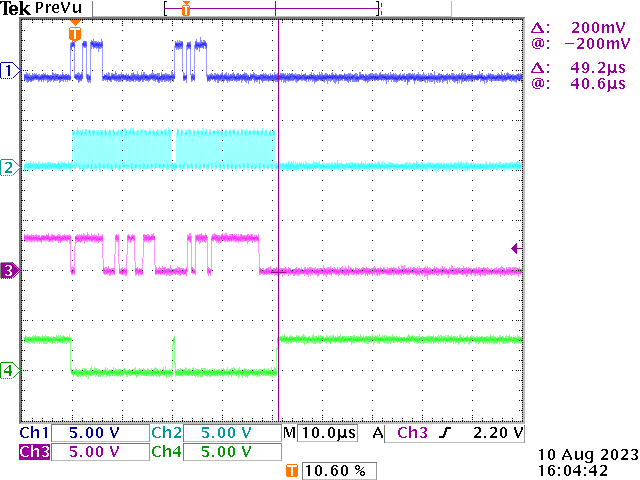 Tek PreVu
T
T
Δ: 200mV
@: −200mV
Δ: 49.2µs
@: 40.6µs
1
2
3
4
Ch1 5.00 V Ch2 5.00 V M 10.0µs A Ch3 ʃ 2.20 V
Ch3 5.00 V Ch4 5.00 V
T 10.60 %
10 Aug 2023
16:04:42